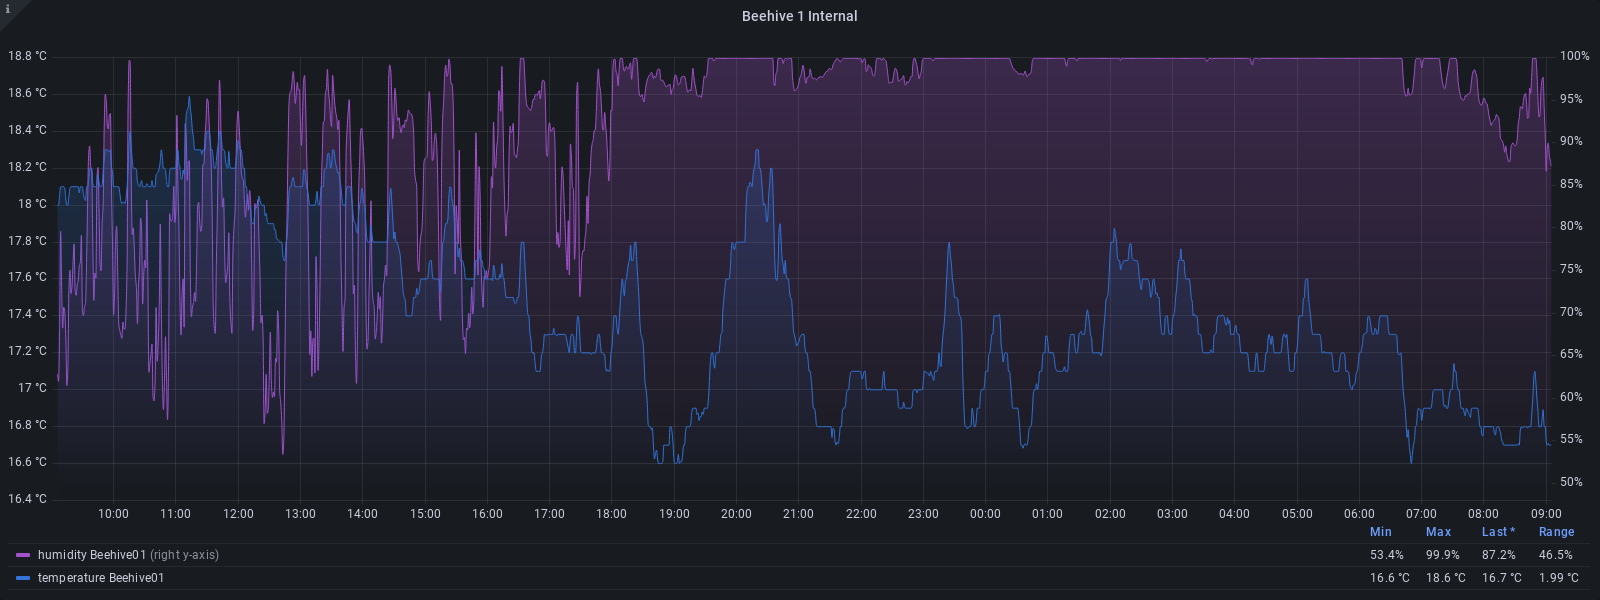 i
Beehive 1 Internal
18.8 °C
18.6 °C
18.4 °C
18.2 °C
18 °C
17.8 °C
17.6 °C
17.4 °C
17.2 °C
17 °C
16.8 °C
16.6 °C
16.4 °C
100%
95%
90%
85%
80%
75%
70%
65%
60%
55%
50%
10:00 11:00 12:00 13:00 14:00 15:00 16:00 17:00 18:00 19:00 20:00 21:00 22:00 23:00 00:00 01:00 02:00 03:00 04:00 05:00 06:00 07:00 08:00 09:00
Min Max Last * Range
humidity Beehive01 (right y-axis) 53.4% 99.9% 87.2% 46.5%
temperature Beehive01 16.6 °C 18.6 °C 16.7 °C 1.99 °C